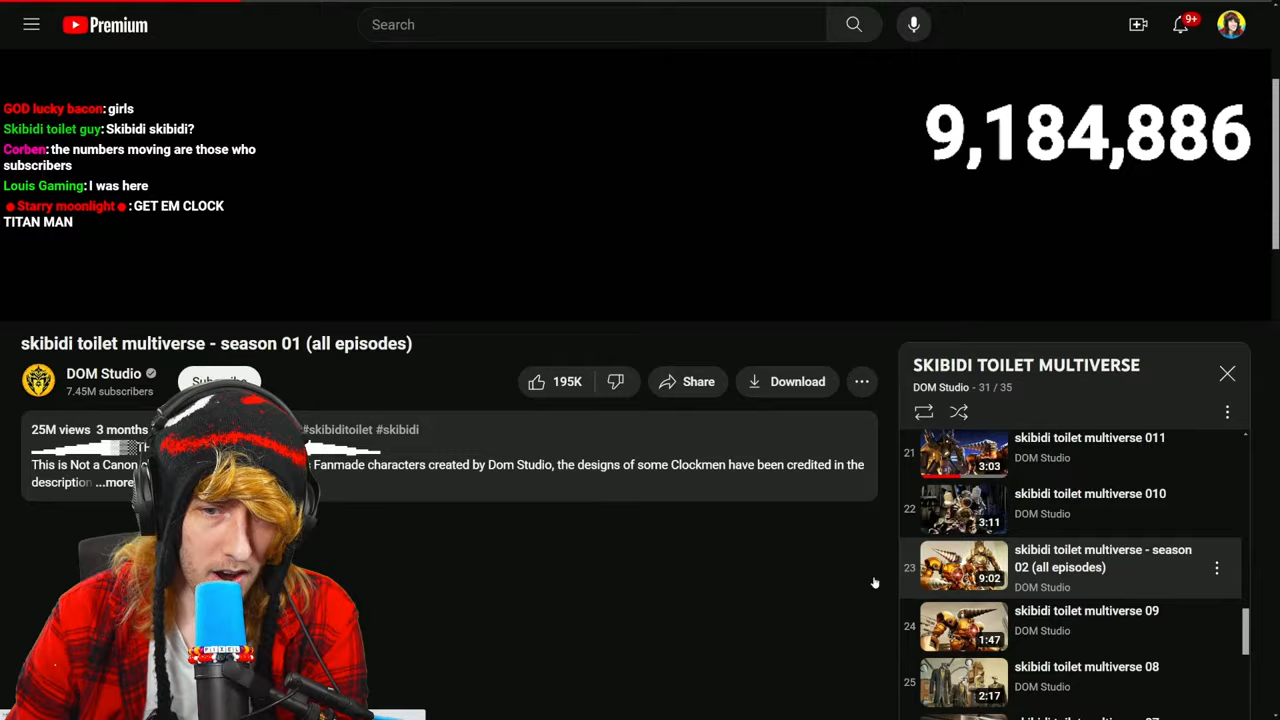 Premium
Search
9+
GOD lucky bacon: girls
Skibidi toilet guy: Skibidi skibidi?
Corben: the numbers moving are those who
subscribers
Louis Gaming: I was here
Starry moonlight : GET EM CLOCK
TITAN MAN
9,184,886
skibidi toilet multiverse - season 01 (all episodes)
DOM Studio
7.45M subscribers
195K
Share
Download
25M views 3 months #skibiditoilet #skibidi
This is Not a Canon Fanmade characters created by Dom Studio, the designs of some Clockmen have been credited in the
description ...more
SKIBIDI TOILET MULTIVERSE
DOM Studio - 31 / 35
21
3:03
skibidi toilet multiverse 011
DOM Studio
22
3:11
skibidi toilet multiverse 010
DOM Studio
23
9:02
skibidi toilet multiverse - season
02 (all episodes)
DOM Studio
24
1:47
skibidi toilet multiverse 09
DOM Studio
25
2:17
skibidi toilet multiverse 08
DOM Studio